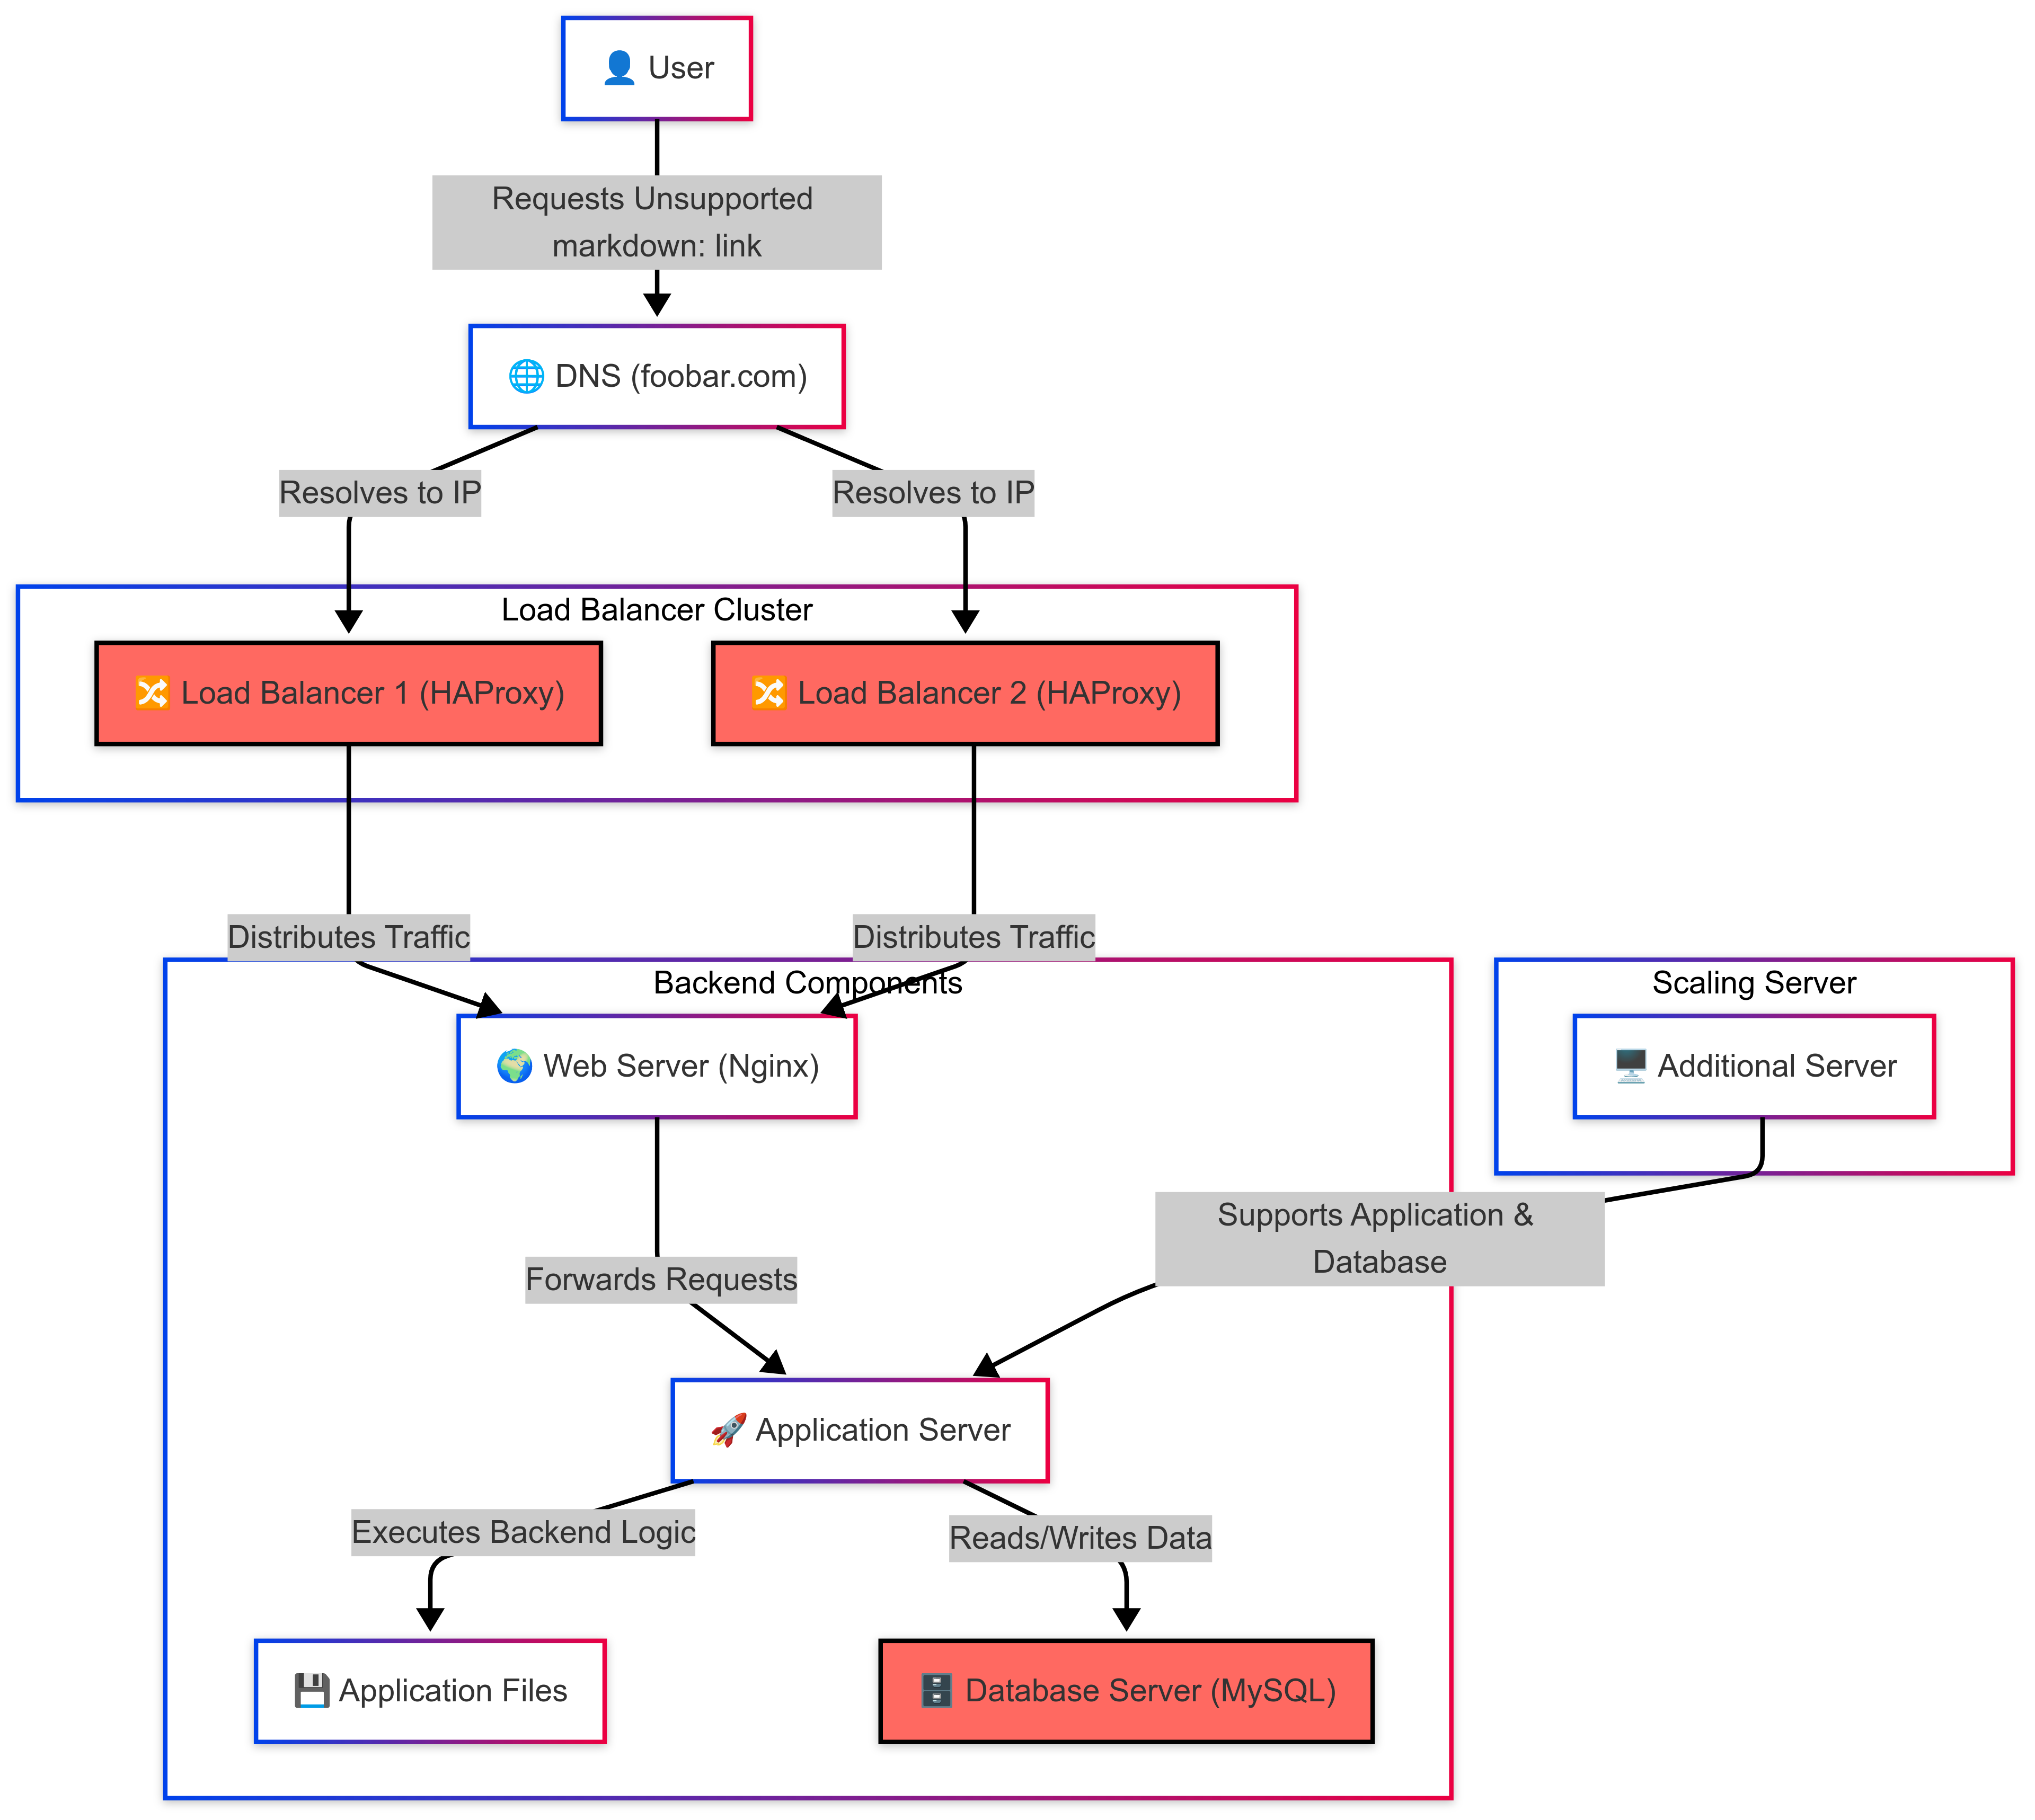 👤 User
Requests Unsupported
markdown: link
🌐 DNS (foobar.com)
Resolves to IP
Resolves to IP
Load Balancer Cluster
🔀 Load Balancer 1 (HAProxy)
🔀 Load Balancer 2 (HAProxy)
Distributes Traffic
Distributes Traffic
Backend Components
Scaling Server
🌍 Web Server (Nginx)
🖥️ Additional Server
Supports Application &
Database
Forwards Requests
🚀 Application Server
Executes Backend Logic
Reads/Writes Data
💾 Application Files
🗄️ Database Server (MySQL)